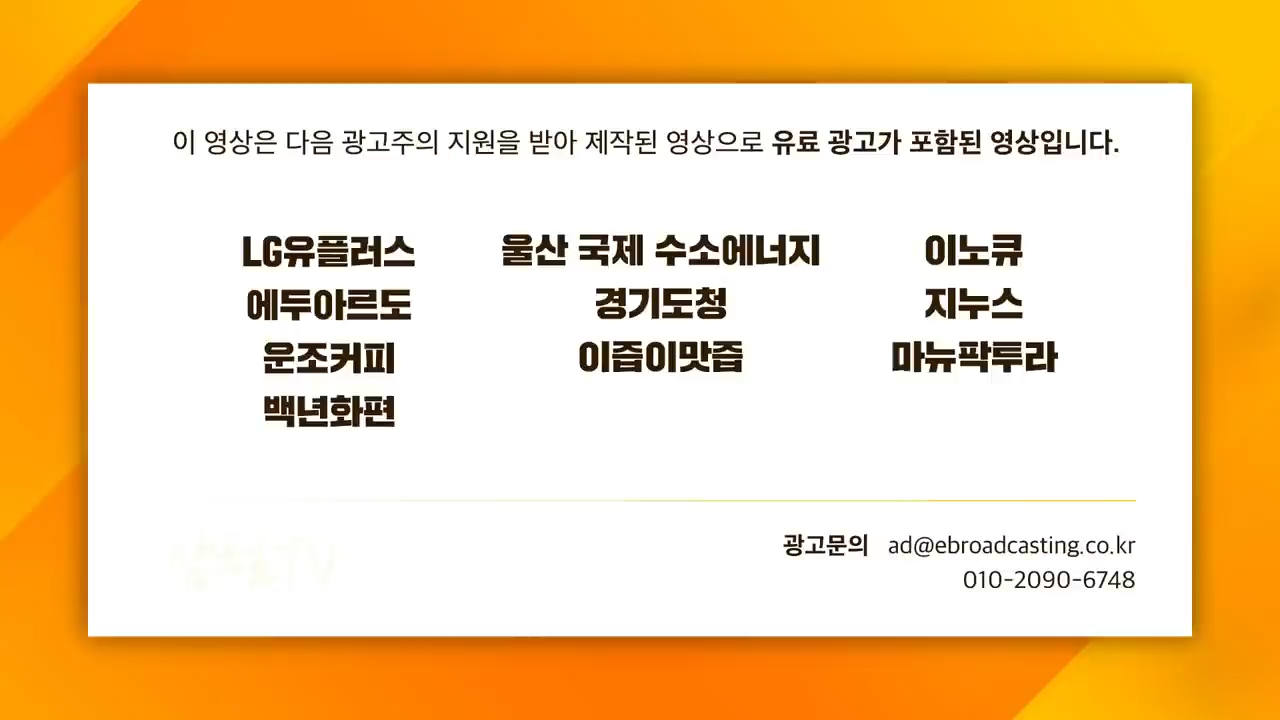 이 영상은 다음 광고주의 지원을 받아 제작된 영상으로 유료 광고가 포함된 영상입니다.
LG유플러스 울산 국제 수소에너지 이노큐
에두아르도 경기도청 지누스
운조커피 이즙이맛즙 마뉴팍투라
백년화편
광고문의 ad@ebroadcasting.co.kr
010-2090-6748